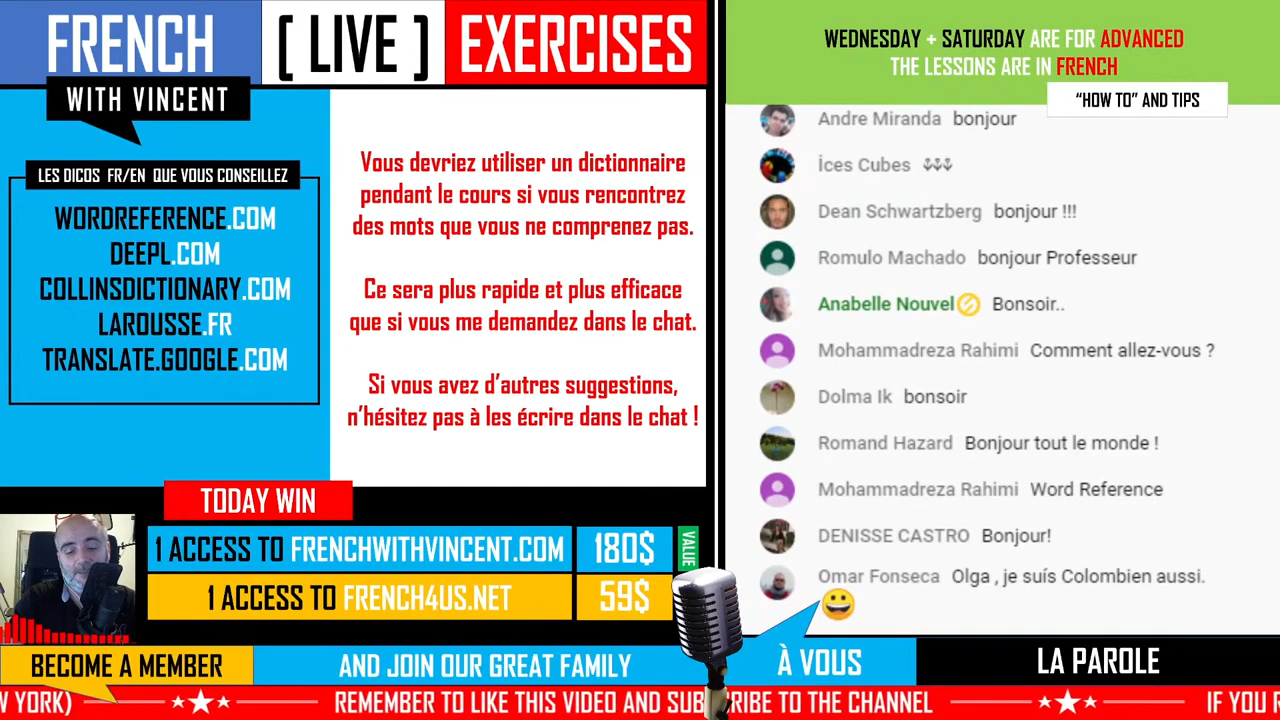 FRENCH
[ LIVE ]
EXERCISES
WITH VINCENT
LES DICOS FR/EN QUE VOUS CONSEILLEZ
WORDREFERENCE.COM
DEEPL.COM
COLLINSDICTIONARY.COM
LAROUSSE.FR
TRANSLATE.GOOGLE.COM
Vous devriez utiliser un dictionnaire
pendant le cours si vous rencontrez
des mots que vous ne comprenez pas.
Ce sera plus rapide et plus efficace
que si vous me demandez dans le chat.
Si vous avez d’autres suggestions,
n’hésitez pas à les écrire dans le chat !
TODAY WIN
1 ACCESS TO FRENCHWITHVINCENT.COM 180$
VALUE
1 ACCESS TO FRENCH4US.NET 59$
WEDNESDAY + SATURDAY ARE FOR ADVANCED
THE LESSONS ARE IN FRENCH
“HOW TO” AND TIPS
Andre Miranda bonjour
İces Cubes ⚓⚓⚓
Dean Schwartzberg bonjour !!!
Romulo Machado bonjour Professeur
Anabelle Nouvel Bonsoir..
Mohammadreza Rahimi Comment allez-vous ?
Dolma Ik bonsoir
Romand Hazard Bonjour tout le monde !
Mohammadreza Rahimi Word Reference
DENISSE CASTRO Bonjour!
Omar Fonseca Olga , je suís Colombien aussi.
😀
BECOME A MEMBER
AND JOIN OUR GREAT FAMILY
À VOUS
LA PAROLE
W YORK) REMEMBER TO LIKE THIS VIDEO AND SUBSCRIBE TO THE CHANNEL IF YOU